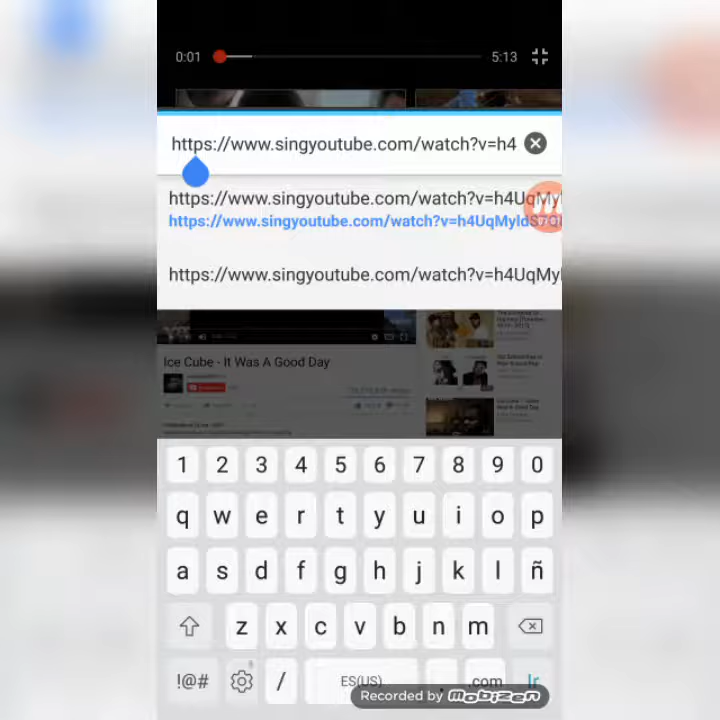 0:01
5:13
https://www.singyoutube.com/watch?v=h4
https://www.singyoutube.com/watch?v=h4UqMy
https://www.singyoutube.com/watch?v=h4UqMyld
https://www.singyoutube.com/watch?v=h4UqMyl
Ice Cube - It Was A Good Day
1 2 3 4 5 6 7 8 9 0
q w e r t y u i o p
a s d f g h j k l ñ
z x c v b n m
!@# / ES(US) . .com Ir
Recorded by mobizen